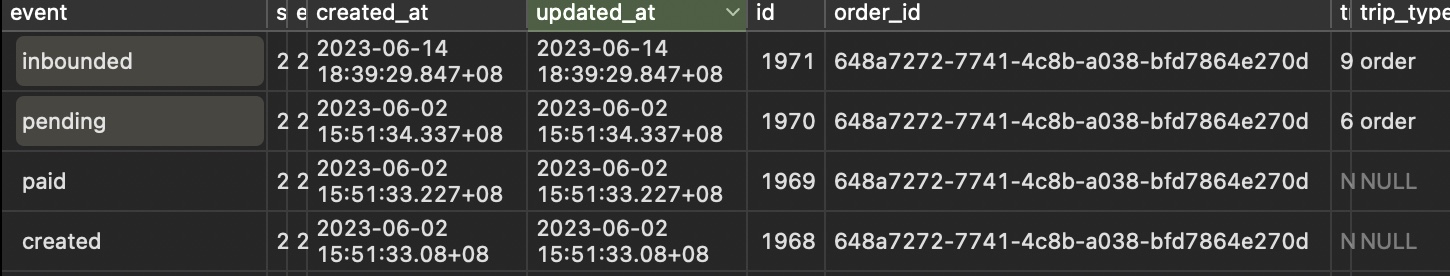 event s e created_at updated_at id order_id t trip_type
inbounded 2 2 2023-06-14 18:39:29.847+08 2023-06-14 18:39:29.847+08 1971 648a7272-7741-4c8b-a038-bfd7864e270d 9 order
pending 2 2 2023-06-02 15:51:34.337+08 2023-06-02 15:51:34.337+08 1970 648a7272-7741-4c8b-a038-bfd7864e270d 6 order
paid 2 2 2023-06-02 15:51:33.227+08 2023-06-02 15:51:33.227+08 1969 648a7272-7741-4c8b-a038-bfd7864e270d N NULL
created 2 2 2023-06-02 15:51:33.08+08 2023-06-02 15:51:33.08+08 1968 648a7272-7741-4c8b-a038-bfd7864e270d N NULL